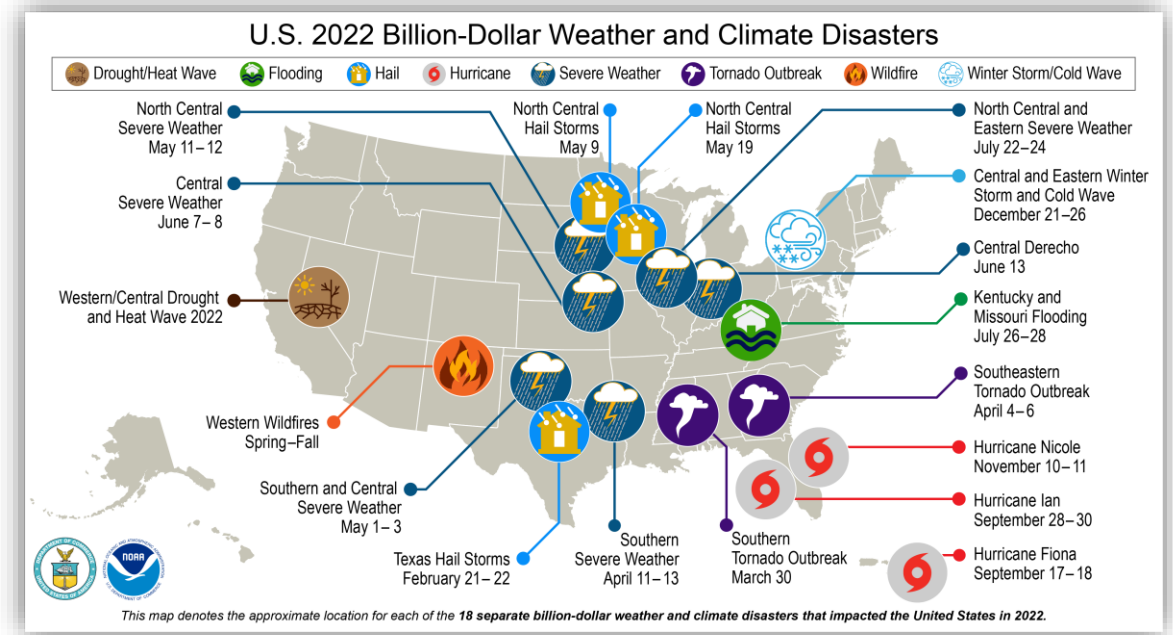 U.S. 2022 Billion-Dollar Weather and Climate Disasters
Drought/Heat Wave
Flooding
Hail
Hurricane
Severe Weather
Tornado Outbreak
Wildfire
Winter Storm/Cold Wave
North Central
Severe Weather
May 11–12
Central
Severe Weather
June 7–8
Western/Central Drought
and Heat Wave 2022
Western Wildfires
Spring–Fall
Southern and Central
Severe Weather
May 1–3
Texas Hail Storms
February 21–22
North Central
Hail Storms
May 9
North Central
Hail Storms
May 19
Southern
Severe Weather
April 11–13
Southern
Tornado Outbreak
March 30
North Central and
Eastern Severe Weather
July 22–24
Central and Eastern Winter
Storm and Cold Wave
December 21–26
Central Derecho
June 13
Kentucky and
Missouri Flooding
July 26–28
Southeastern
Tornado Outbreak
April 4–6
Hurricane Nicole
November 10–11
Hurricane Ian
September 28–30
Hurricane Fiona
September 17–18
NOAA
This map denotes the approximate location for each of the 18 separate billion-dollar weather and climate disasters that impacted the United States in 2022.